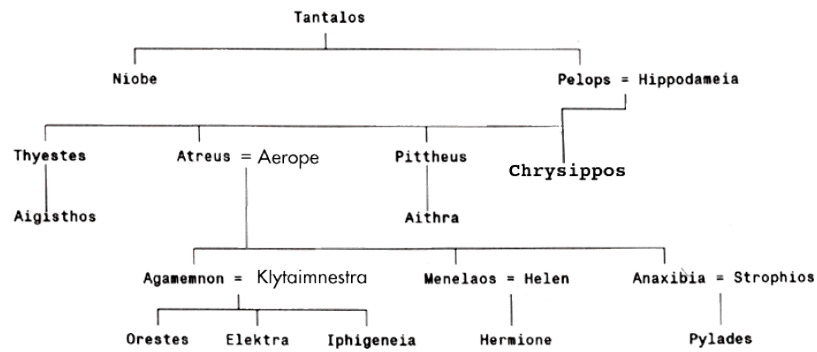 Tantalos
Niobe
Pelops = Hippodameia
Thyestes
Atreus = Aerope
Pittheus
Chrysippos
Aigisthos
Aithra
Agamemnon = Klytaimnestra
Menelaos = Helen
Anaxibia = Strophios
Orestes
Elektra
Iphigeneia
Hermione
Pylades